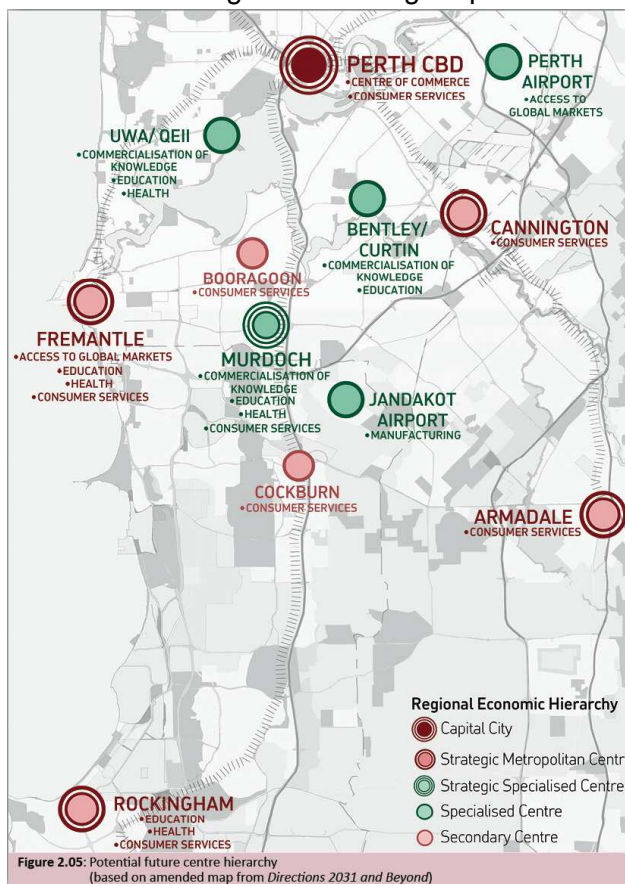 PERTH CBD
•CENTRE OF COMMERCE
•CONSUMER SERVICES
PERTH
AIRPORT
•ACCESS TO
GLOBAL MARKETS
UWA/ QEII
•COMMERCIALISATION OF
KNOWLEDGE
•EDUCATION
•HEALTH
BENTLEY/
CURTIN
•COMMERCIALISATION OF
KNOWLEDGE
•EDUCATION
CANNINGTON
•CONSUMER SERVICES
BOORAGOON
•CONSUMER SERVICES
FREMANTLE
•ACCESS TO GLOBAL MARKETS
•EDUCATION
•HEALTH
•CONSUMER SERVICES
MURDOCH
•COMMERCIALISATION OF
KNOWLEDGE
•EDUCATION
•HEALTH
•CONSUMER SERVICES
JANDAKOT
AIRPORT
•MANUFACTURING
COCKBURN
•CONSUMER SERVICES
ARMADALE
•CONSUMER SERVICES
ROCKINGHAM
•EDUCATION
•HEALTH
•CONSUMER SERVICES
Regional Economic Hierarchy
Capital City
Strategic Metropolitan Centr
Strategic Specialised Centre
Specialised Centre
Secondary Centre
Figure 2.05: Potential future centre hierarchy
(based on amended map from Directions 2031 and Beyond)